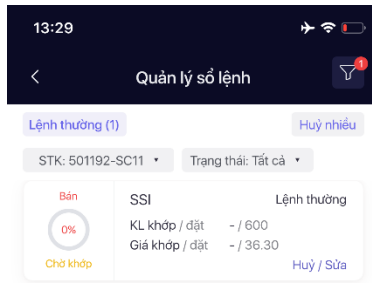 13:29
Quản lý sổ lệnh
1
Lệnh thường (1)
Huỷ nhiều
STK: 501192-SC11
Trạng thái: Tất cả
Bán
0%
Chờ khớp
SSI
Lệnh thường
KL khớp / đặt - / 600
Giá khớp / đặt - / 36.30
Huỷ / Sửa